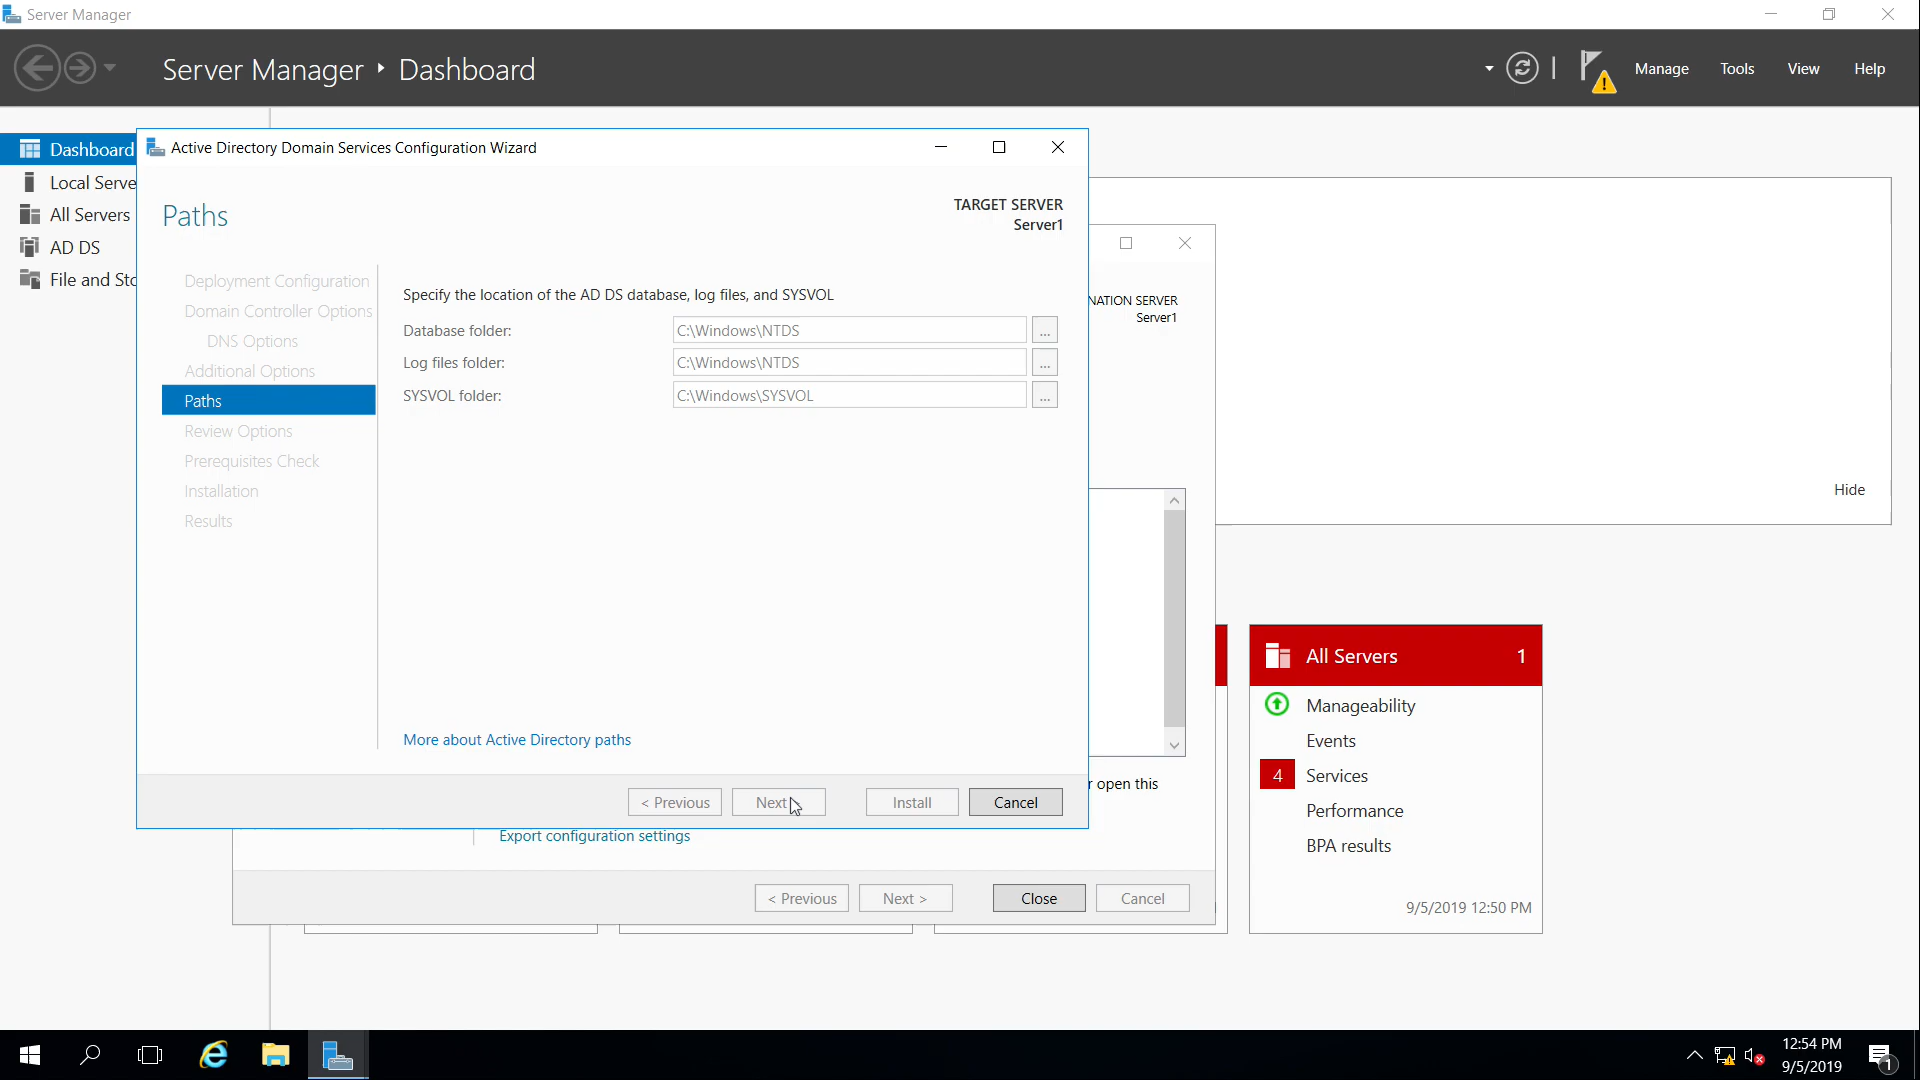 Server Manager
Server Manager ‣ Dashboard
Manage
Tools
View
Help
Dashboard
Local Serve
All Servers
AD DS
File and Sto
Active Directory Domain Services Configuration Wizard
Paths
TARGET SERVER
Server1
Deployment Configuration
Domain Controller Options
DNS Options
Additional Options
Paths
Review Options
Prerequisites Check
Installation
Results
Specify the location of the AD DS database, log files, and SYSVOL
Database folder:
C:\Windows\NTDS
...
Log files folder:
C:\Windows\NTDS
...
SYSVOL folder:
C:\Windows\SYSVOL
...
More about Active Directory paths
< Previous
Next
Install
Cancel
NATION SERVER
Server1
r open this
Export configuration settings
< Previous
Next >
Close
Cancel
Hide
All Servers
1
Manageability
Events
4
Services
Performance
BPA results
9/5/2019 12:50 PM
12:54 PM
9/5/2019
1